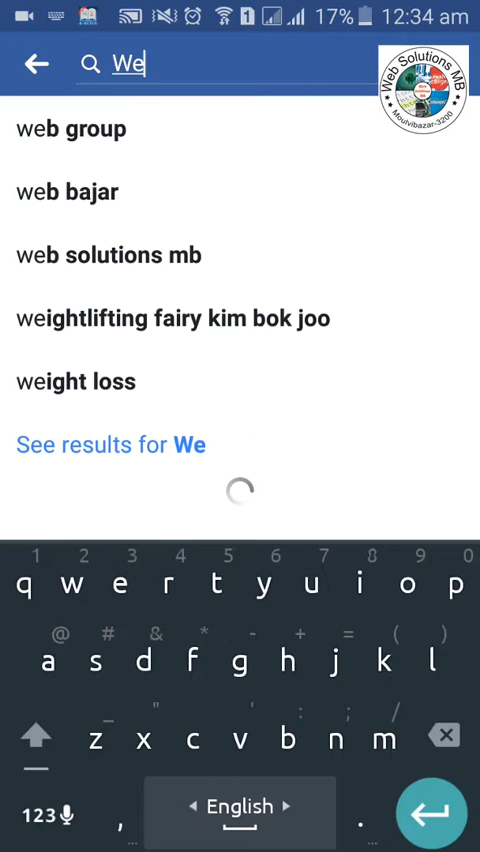 17% 12:34 am
We
Web Solutions MB
Moulvibazar-3200
web group
web bajar
web solutions mb
weightlifting fairy kim bok joo
weight loss
See results for We
1 2 3 4 5 6 7 8 9 0
q w e r t y u i o p
@ # & * - + = ( )
a s d f g h j k l
_ " ' : ; /
z x c v b n m
123 , English .